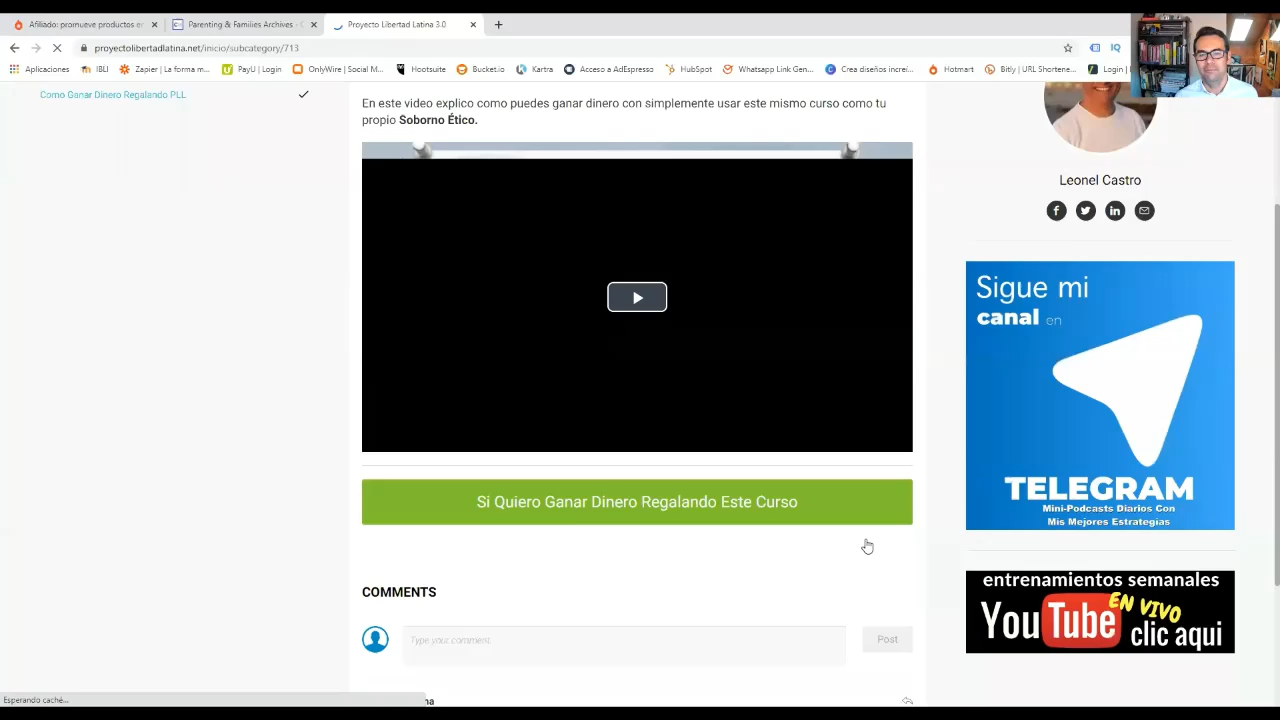 Afiliado: promueve productos en
Parenting & Families Archives - C
Proyecto Libertad Latina 3.0
proyectolibertadlatina.net/inicio/subcategory/713
IQ
Aplicaciones
IBLI
Zapier | La forma m...
PayU | Login
OnlyWire | Social M...
Hootsuite
Bucket.io
Kartra
Acceso a AdEspresso
HubSpot
Whatsapp Link Gen...
Crea diseños increí...
Hotmart
Bitly | URL Shortene...
Login |
Como Ganar Dinero Regalando PLL
En este video explico como puedes ganar dinero con simplemente usar este mismo curso como tu
propio Soborno Ético.
Leonel Castro
Sigue mi
canal en
TELEGRAM
Mini-Podcasts Diarios Con
Mis Mejores Estrategias
Sí Quiero Ganar Dinero Regalando Este Curso
entrenamientos semanales
YouTube EN VIVO
clic aquí
COMMENTS
Type your comment
Post
Esperando caché...